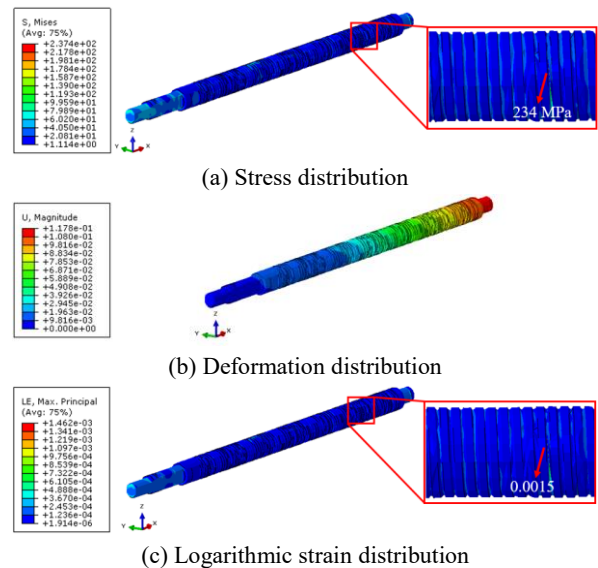 S, Mises
(Avg: 75%)
+2.374e+02
+2.178e+02
+1.981e+02
+1.784e+02
+1.587e+02
+1.390e+02
+1.193e+02
+9.959e+01
+7.989e+01
+6.020e+01
+4.050e+01
+2.081e+01
+1.114e+00
Z
Y
X
234 MPa
(a) Stress distribution
U, Magnitude
+1.178e-01
+1.080e-01
+9.816e-02
+8.834e-02
+7.853e-02
+6.871e-02
+5.889e-02
+4.908e-02
+3.926e-02
+2.945e-02
+1.963e-02
+9.816e-03
+0.000e+00
Z
Y
X
(b) Deformation distribution
LE, Max. Principal
(Avg: 75%)
+1.462e-03
+1.341e-03
+1.219e-03
+1.097e-03
+9.756e-04
+8.539e-04
+7.322e-04
+6.105e-04
+4.888e-04
+3.670e-04
+2.453e-04
+1.236e-04
+1.914e-06
Z
Y
X
0.0015
(c) Logarithmic strain distribution